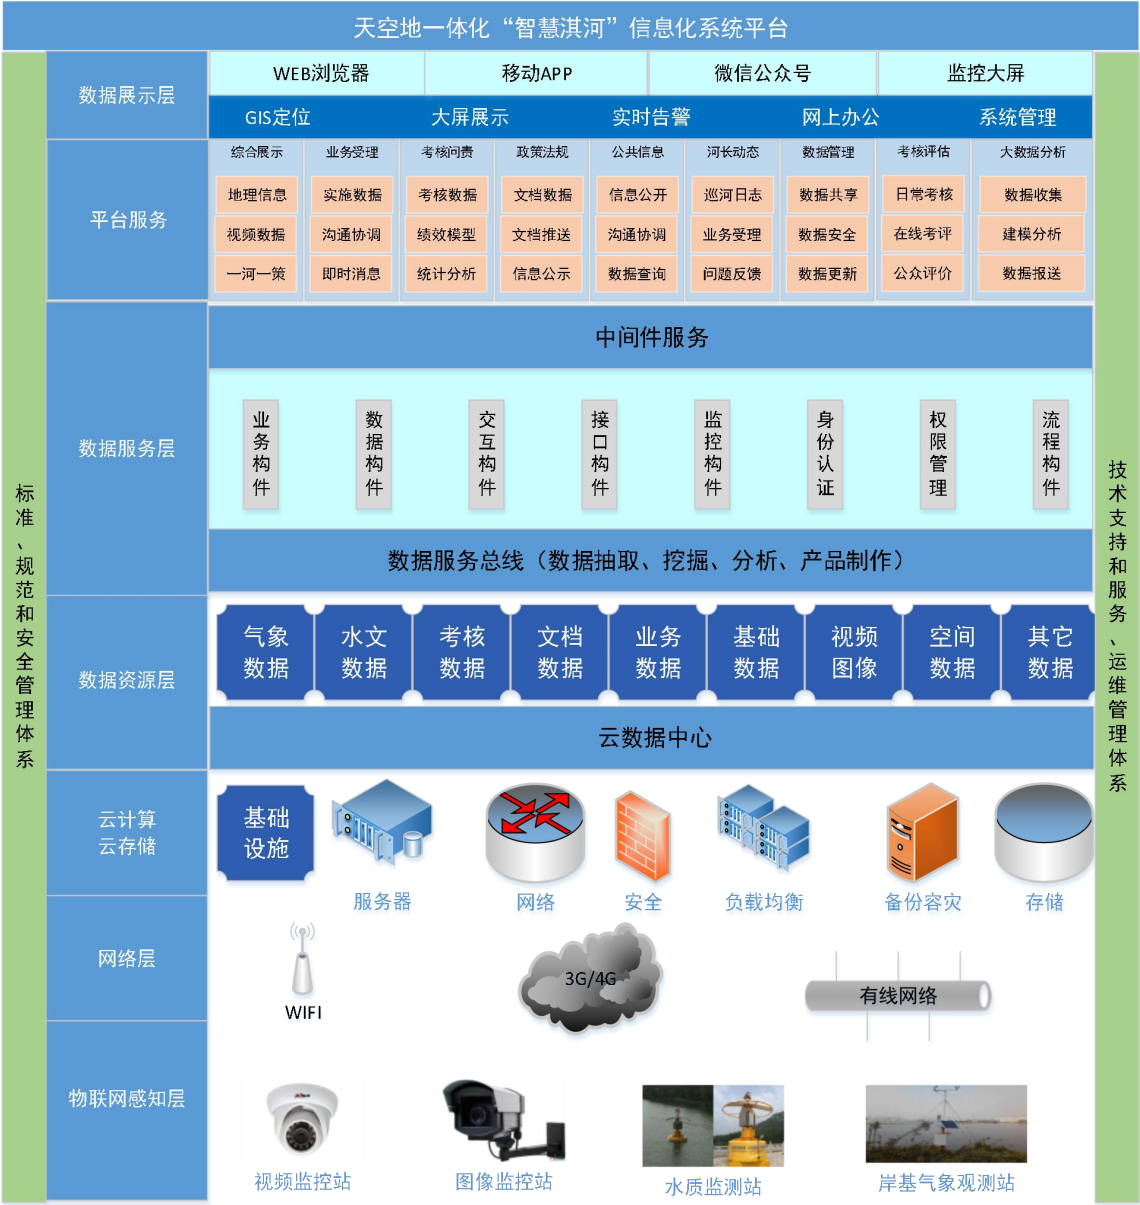 天空地一体化“智慧淇河”信息化系统平台
标准、规范和安全管理体系
数据展示层
WEB浏览器 移动APP 微信公众号 监控大屏
GIS定位 大屏展示 实时告警 网上办公 系统管理
平台服务
综合展示 业务受理 考核问责 政策法规 公共信息 河长动态 数据管理 考核评估 大数据分析
地理信息 实施数据 考核数据 文档数据 信息公开 巡河日志 数据共享 日常考核 数据收集
视频数据 沟通协调 绩效模型 文档推送 沟通协调 业务受理 数据安全 在线考评 建模分析
一河一策 即时消息 统计分析 信息公示 数据查询 问题反馈 数据更新 公众评价 数据报送
数据服务层
中间件服务
业务构件 数据构件 交互构件 接口构件 监控构件 身份认证 权限管理 流程构件
数据服务总线（数据抽取、挖掘、分析、产品制作）
数据资源层
气象数据 水文数据 考核数据 文档数据 业务数据 基础数据 视频图像 空间数据 其它数据
云数据中心
云计算
云存储
基础设施
服务器 网络 安全 负载均衡 备份容灾 存储
网络层
WIFI
3G/4G
有线网络
物联网感知层
视频监控站 图像监控站 水质监测站 岸基气象观测站
技术支持和服务、运维管理体系